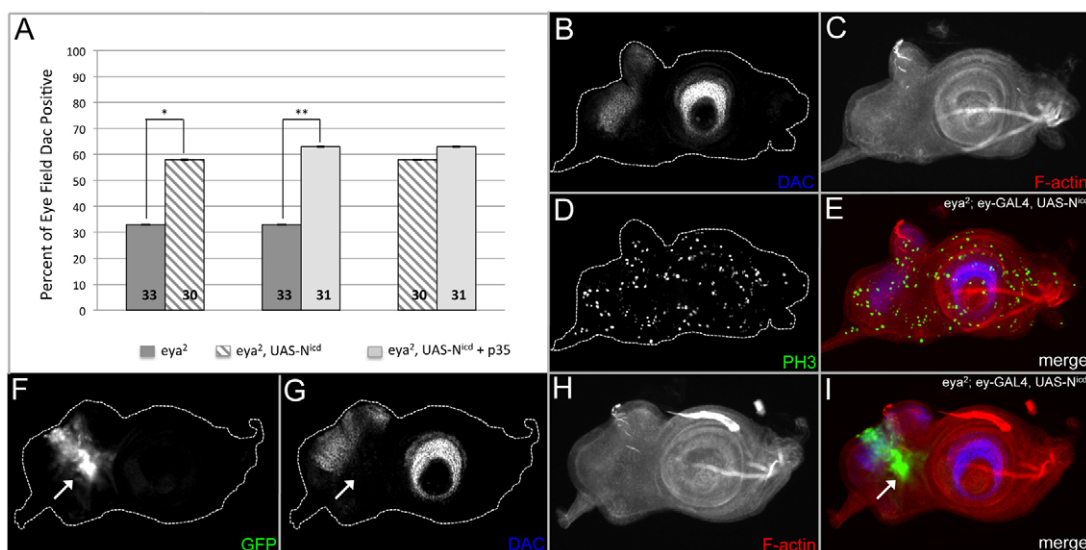 A
Percent of Eye Field Dac Positive
100
90
80
70
60
50
40
30
20
10
0
*
**
33
30
33
31
30
31
eya²
eya², UAS-Nⁱᶜᵈ
eya², UAS-Nⁱᶜᵈ + p35
B
DAC
C
F-actin
D
PH3
E
eya²; ey-GAL4, UAS-Nⁱᶜᵈ
merge
F
GFP
G
DAC
H
F-actin
I
eya²; ey-GAL4, UAS-Nⁱᶜᵈ
merge